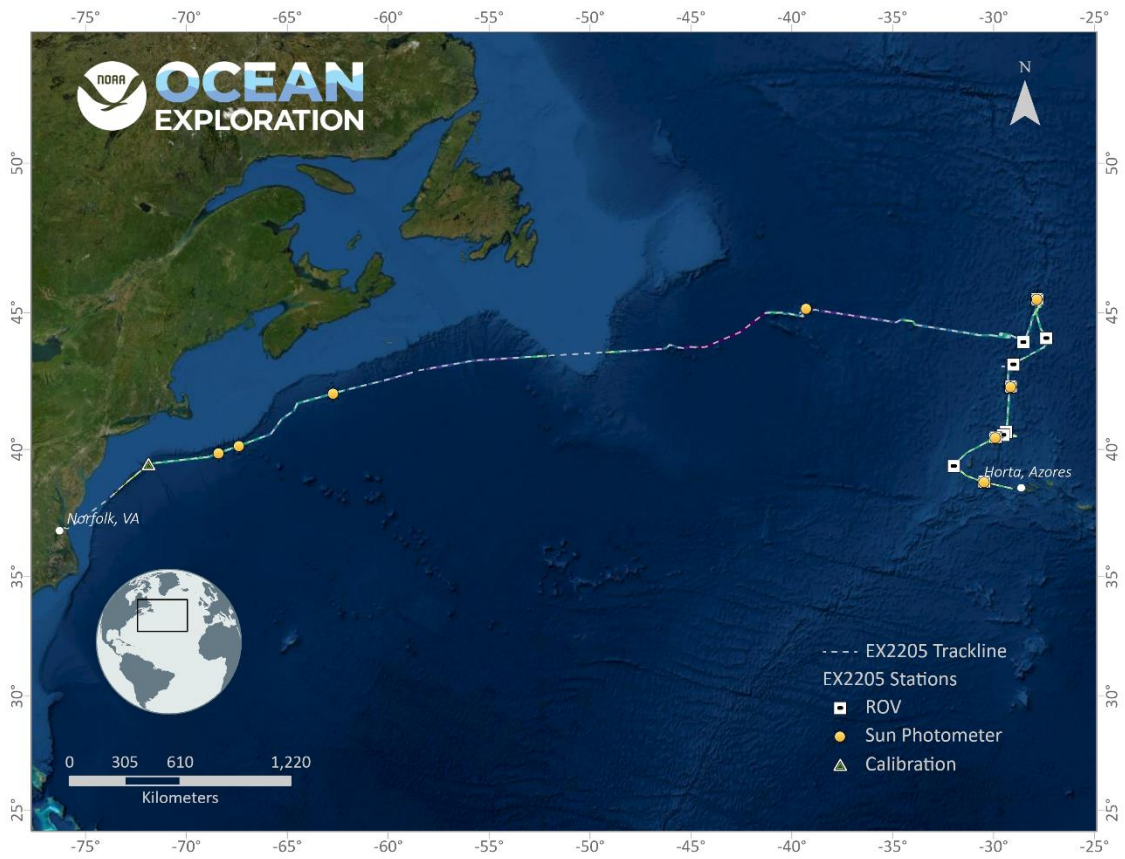 -75° -70° -65° -60° -55° -50° -45° -40° -35° -30° -25°
NOAA
OCEAN
EXPLORATION
N
50° 50°
45° 45°
40° 40°
Horta, Azores
Norfolk, VA
35° 35°
EX2205 Trackline
EX2205 Stations
30° 30°
ROV
Sun Photometer
Calibration
0 305 610 1,220
Kilometers
25° 25°
-75° -70° -65° -60° -55° -50° -45° -40° -35° -30° -25°